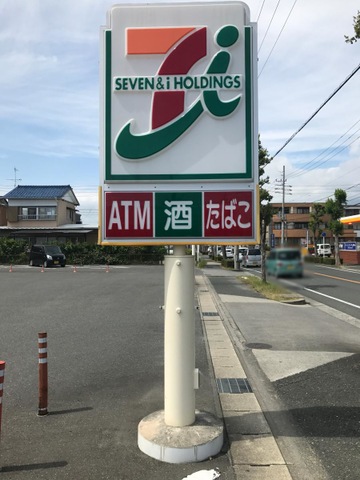 SEVEN&i HOLDINGS
ATM 酒 たばこ